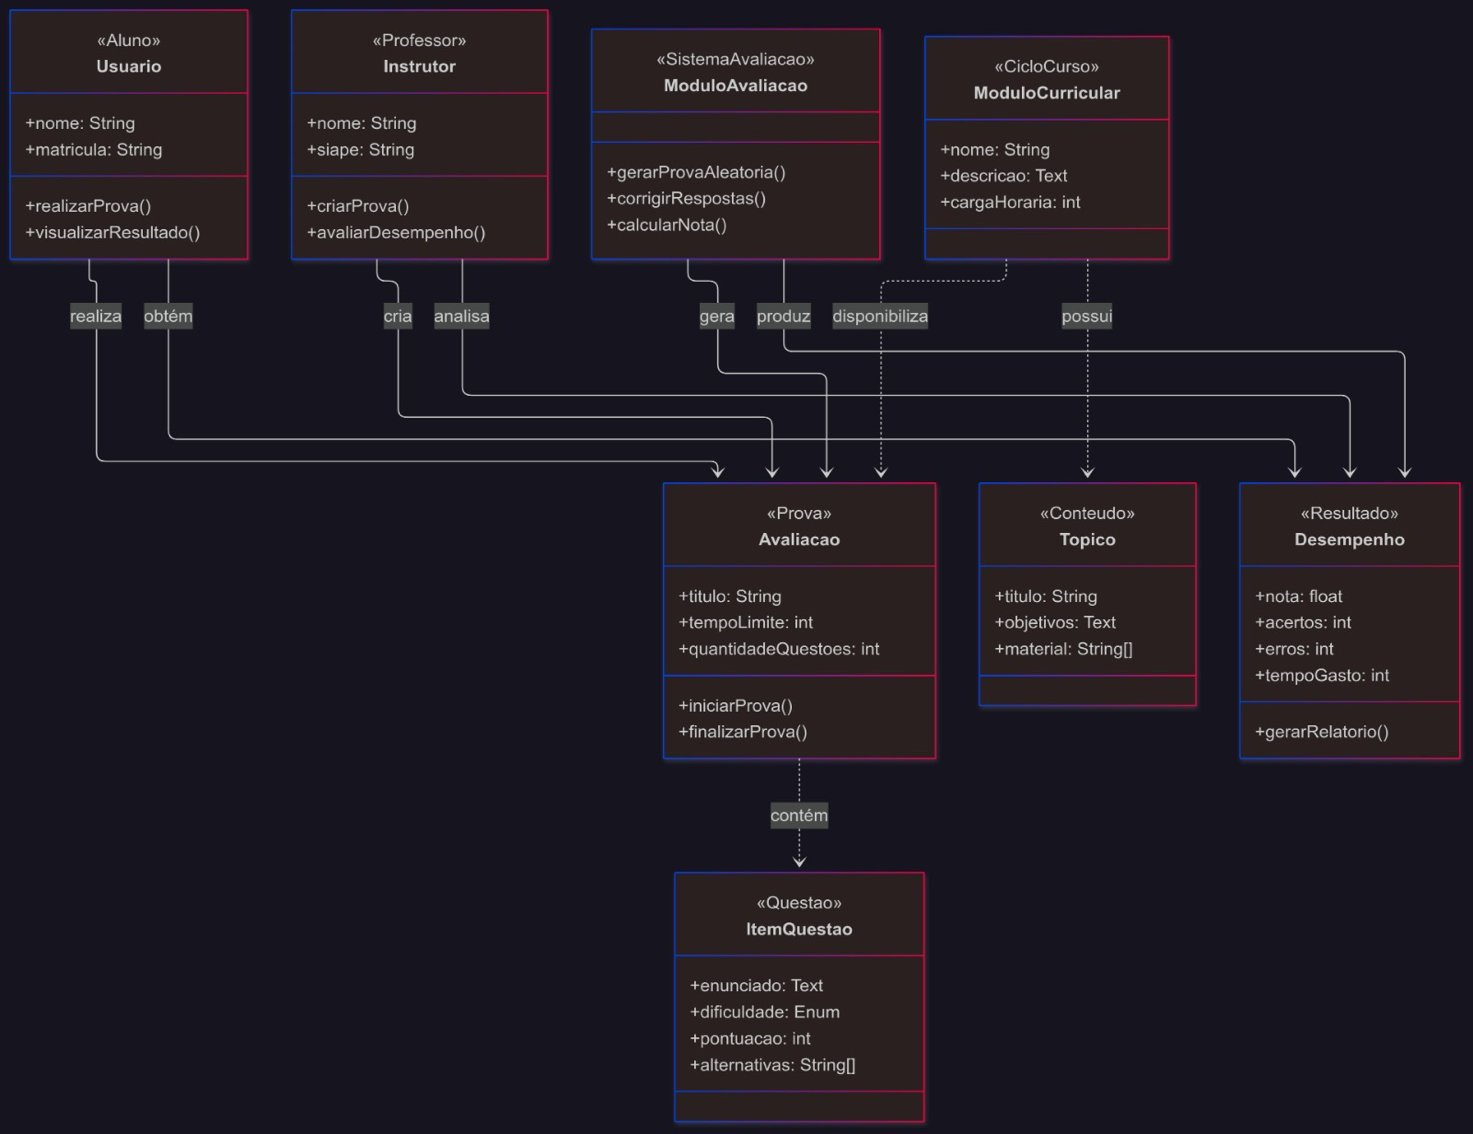 «Aluno»
Usuario
+nome: String
+matricula: String
+realizarProva()
+visualizarResultado()
«Professor»
Instrutor
+nome: String
+siape: String
+criarProva()
+avaliarDesempenho()
«SistemaAvaliacao»
ModuloAvaliacao
+gerarProvaAleatoria()
+corrigirRespostas()
+calcularNota()
«CicloCurso»
ModuloCurricular
+nome: String
+descricao: Text
+cargaHoraria: int
realiza
obtém
cria
analisa
gera
produz
disponibiliza
possui
«Prova»
Avaliacao
+titulo: String
+tempoLimite: int
+quantidadeQuestoes: int
+iniciarProva()
+finalizarProva()
«Conteudo»
Topico
+titulo: String
+objetivos: Text
+material: String[]
«Resultado»
Desempenho
+nota: float
+acertos: int
+erros: int
+tempoGasto: int
+gerarRelatorio()
contém
«Questao»
ItemQuestao
+enunciado: Text
+dificuldade: Enum
+pontuacao: int
+alternativas: String[]